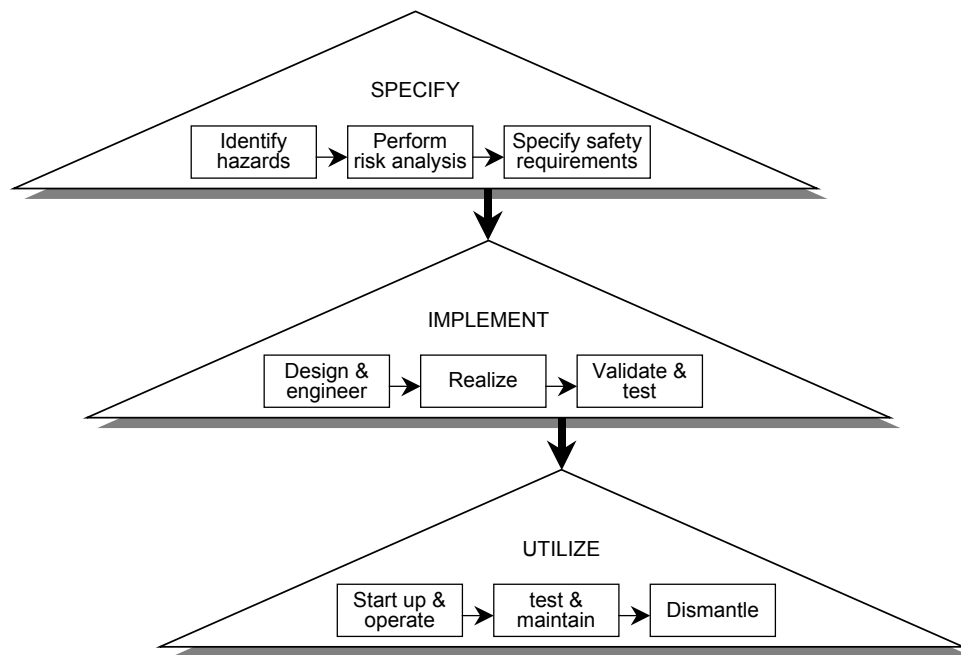 SPECIFY
Identify
hazards
Perform
risk analysis
Specify safety
requirements
IMPLEMENT
Design &
engineer
Realize
Validate &
test
UTILIZE
Start up &
operate
test &
maintain
Dismantle